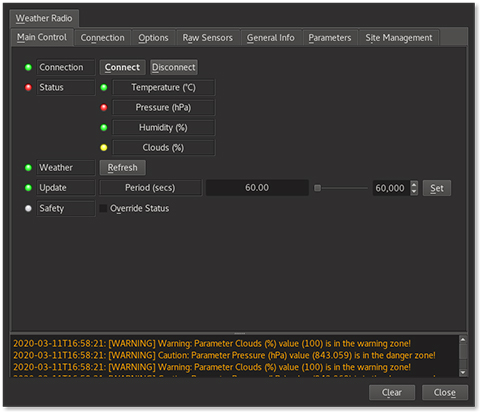 Weather Radio
Main Control Connection Options Raw Sensors General Info Parameters Site Management
Connection Connect Disconnect
Status Temperature (°C)
Pressure (hPa)
Humidity (%)
Clouds (%)
Weather Refresh
Update Period (secs) 60.00 60,000 Set
Safety Override Status
2020-03-11T16:58:21: [WARNING] Warning: Parameter Clouds (%) value (100) is in the warning zone!
2020-03-11T16:58:21: [WARNING] Caution: Parameter Pressure (hPa) value (843.059) is in the danger zone!
2020-03-11T16:58:21: [WARNING] Warning: Parameter Clouds (%) value (100) is in the warning zone!
Clear Close